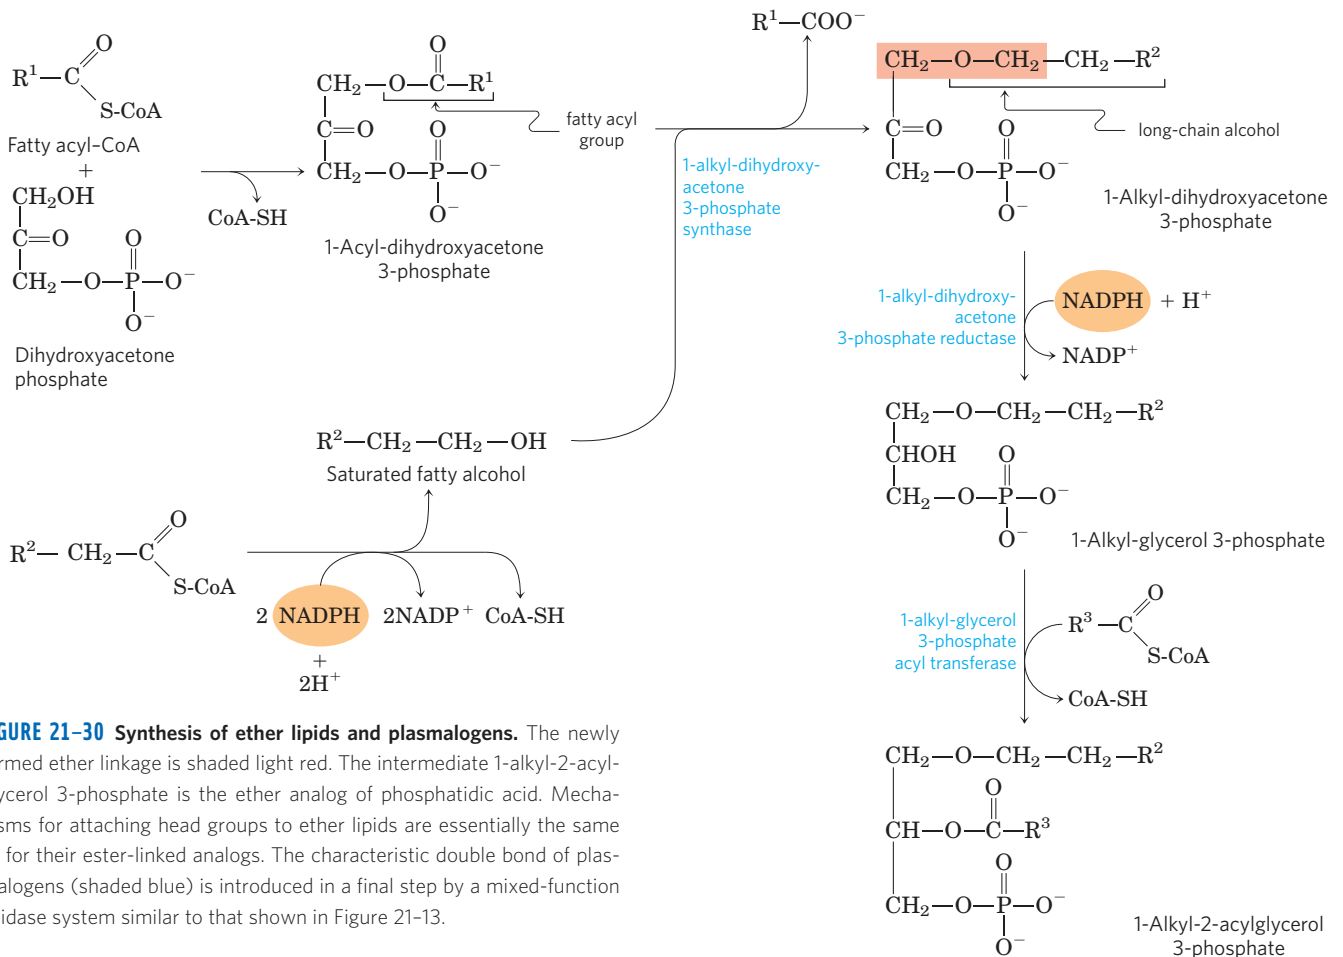 R¹—C
O
S-CoA
Fatty acyl–CoA
+
CH₂OH
C=O
CH₂—O—P—O⁻
O
O⁻
Dihydroxyacetone
phosphate
CoA-SH
O
CH₂—O—C—R¹
C=O
O
CH₂—O—P—O⁻
O⁻
1-Acyl-dihydroxyacetone
3-phosphate
fatty acyl
group
R¹—COO⁻
1-alkyl-dihydroxy-
acetone
3-phosphate
synthase
CH₂—O—CH₂—CH₂—R²
C=O
O
CH₂—O—P—O⁻
O⁻
long-chain alcohol
1-Alkyl-dihydroxyacetone
3-phosphate
1-alkyl-dihydroxy-
acetone
3-phosphate reductase
NADPH + H⁺
NADP⁺
R²—CH₂—CH₂—OH
Saturated fatty alcohol
R²—CH₂—C
O
S-CoA
2 NADPH
+
2H⁺
2NADP⁺
CoA-SH
CH₂—O—CH₂—CH₂—R²
CHOH
O
CH₂—O—P—O⁻
O⁻
1-Alkyl-glycerol 3-phosphate
1-alkyl-glycerol
3-phosphate
acyl transferase
R³—C
O
S-CoA
CoA-SH
CH₂—O—CH₂—CH₂—R²
O
CH—O—C—R³
O
CH₂—O—P—O⁻
O⁻
1-Alkyl-2-acylglycerol
3-phosphate
GURE 21–30 Synthesis of ether lipids and plasmalogens. The newly
rmed ether linkage is shaded light red. The intermediate 1-alkyl-2-acyl-
ycerol 3-phosphate is the ether analog of phosphatidic acid. Mecha-
sms for attaching head groups to ether lipids are essentially the same
for their ester-linked analogs. The characteristic double bond of plas-
alogens (shaded blue) is introduced in a final step by a mixed-function
idase system similar to that shown in Figure 21–13.